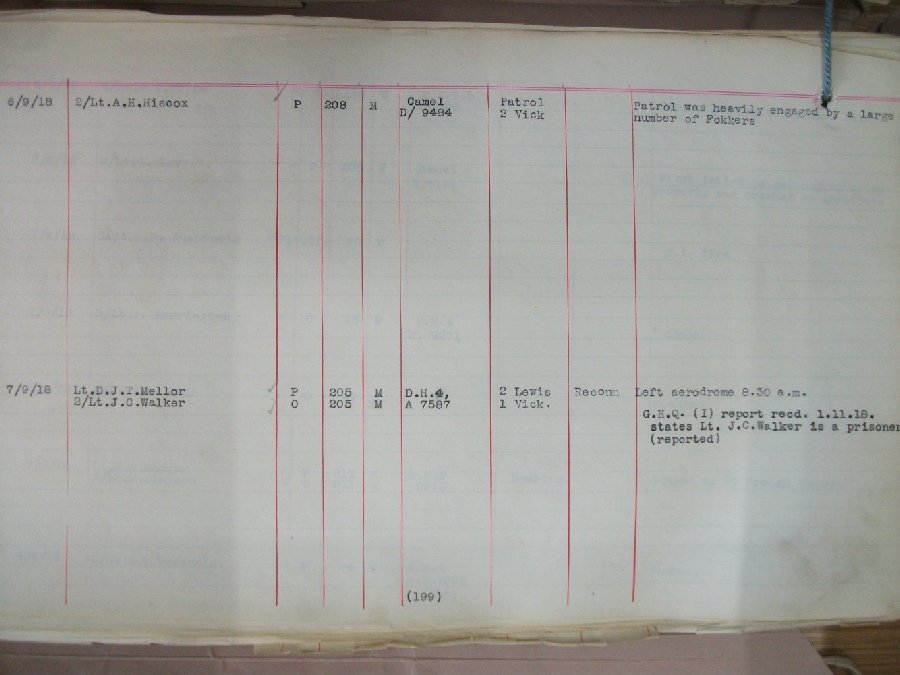 6/9/18 2/Lt.A.H.Hiscox P 208 M Camel Patrol Patrol was heavily engaged by a large
D/ 9484 2 Vick number of Fokkers
7/9/18 Lt.D.J.T.Mellor P 205 M D.H.4, 2 Lewis Reconn Left aerodrome 8.30 a.m.
2/Lt.J.C.Walker O 205 M A 7587 1 Vick.
G.H.Q. (I) report recd. 1.11.18.
states Lt. J.C.Walker is a prisoner
(reported)
(199)